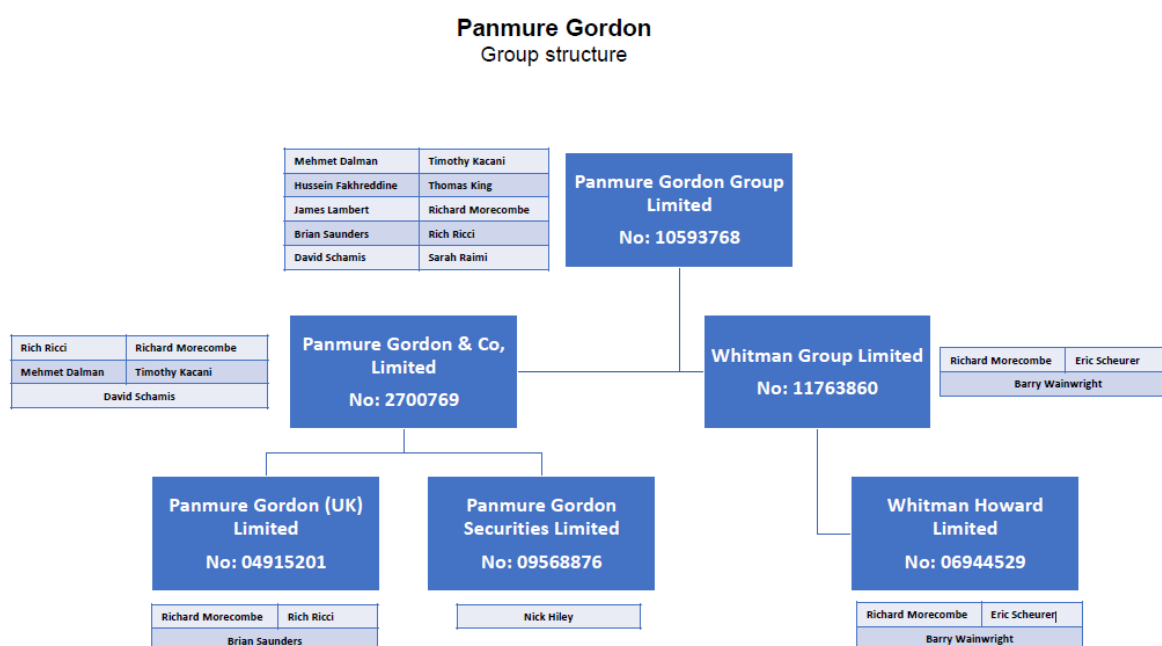 Panmure Gordon
Group structure
Mehmet Dalman Timothy Kacani
Hussein Fakhreddine Thomas King
James Lambert Richard Morecombe
Brian Saunders Rich Ricci
David Schamis Sarah Raimi
Panmure Gordon Group
Limited
No: 10593768
Rich Ricci Richard Morecombe
Mehmet Dalman Timothy Kacani
David Schamis
Panmure Gordon & Co,
Limited
No: 2700769
Whitman Group Limited
No: 11763860
Richard Morecombe Eric Scheurer
Barry Wainwright
Panmure Gordon (UK)
Limited
No: 04915201
Panmure Gordon
Securities Limited
No: 09568876
Whitman Howard
Limited
No: 06944529
Richard Morecombe Rich Ricci
Brian Saunders
Nick Hiley
Richard Morecombe Eric Scheurer
Barry Wainwright